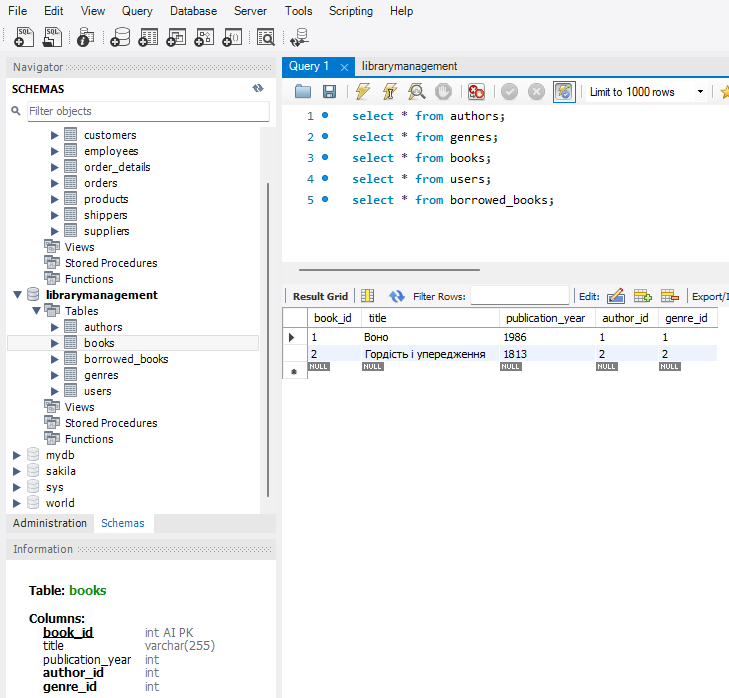 File Edit View Query Database Server Tools Scripting Help
Navigator
SCHEMAS
Filter objects
customers
employees
order_details
orders
products
shippers
suppliers
Views
Stored Procedures
Functions
librarymanagement
Tables
authors
books
borrowed_books
genres
users
Views
Stored Procedures
Functions
mydb
sakila
sys
world
Administration Schemas
Information
Table: books
Columns:
book_id int AI PK
title varchar(255)
publication_year int
author_id int
genre_id int
Query 1 librarymanagement
Limit to 1000 rows
1 select * from authors;
2 select * from genres;
3 select * from books;
4 select * from users;
5 select * from borrowed_books;
Result Grid Filter Rows: Edit: Export/I
book_id title publication_year author_id genre_id
1 Воно 1986 1 1
2 Гордість і упередження 1813 2 2
NULL NULL NULL NULL NULL